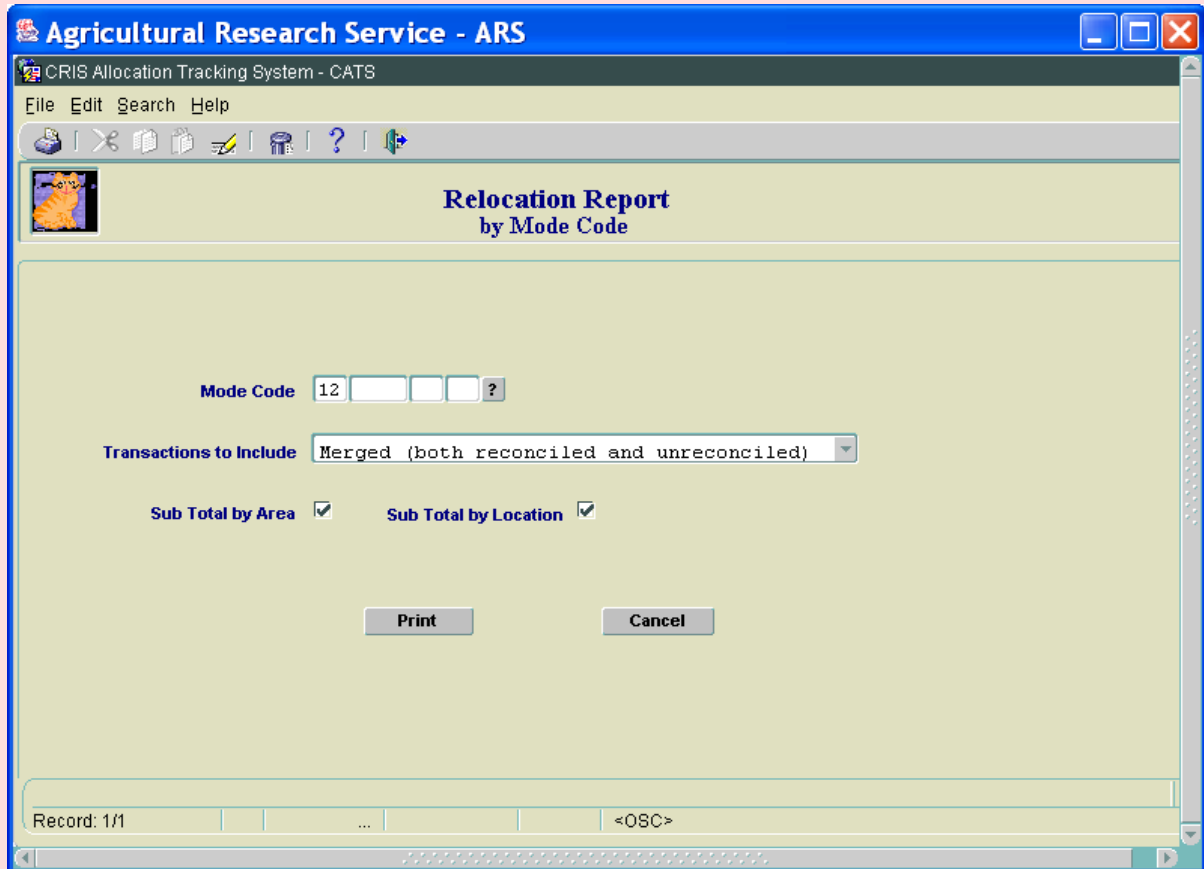 Agricultural Research Service - ARS
CRIS Allocation Tracking System - CATS
File Edit Search Help
?
Relocation Report
by Mode Code
Mode Code 12 ?
Transactions to Include Merged (both reconciled and unreconciled)
Sub Total by Area Sub Total by Location
Print Cancel
Record: 1/1 ... <OSC>